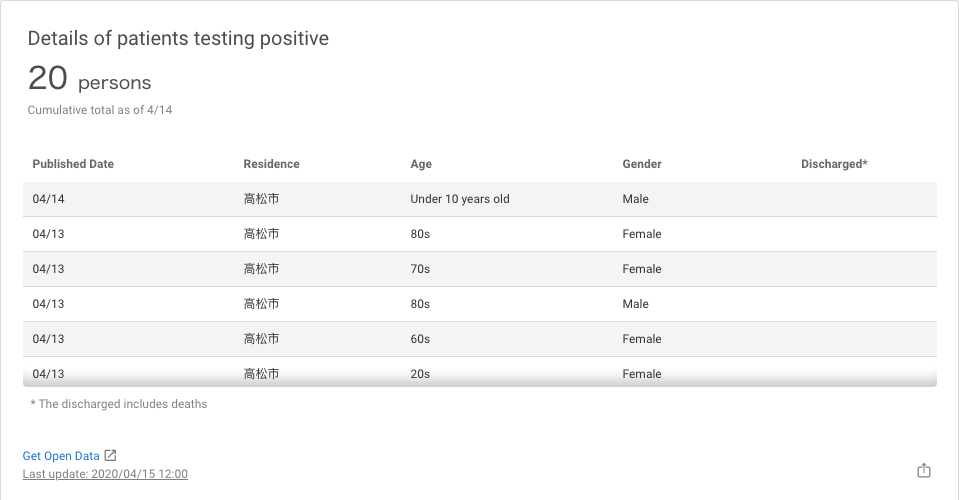 Details of patients testing positive
20 persons
Cumulative total as of 4/14
Published Date Residence Age Gender Discharged*
04/14 高松市 Under 10 years old Male
04/13 高松市 80s Female
04/13 高松市 70s Female
04/13 高松市 80s Male
04/13 高松市 60s Female
04/13 高松市 20s Female
* The discharged includes deaths
Get Open Data
Last update: 2020/04/15 12:00